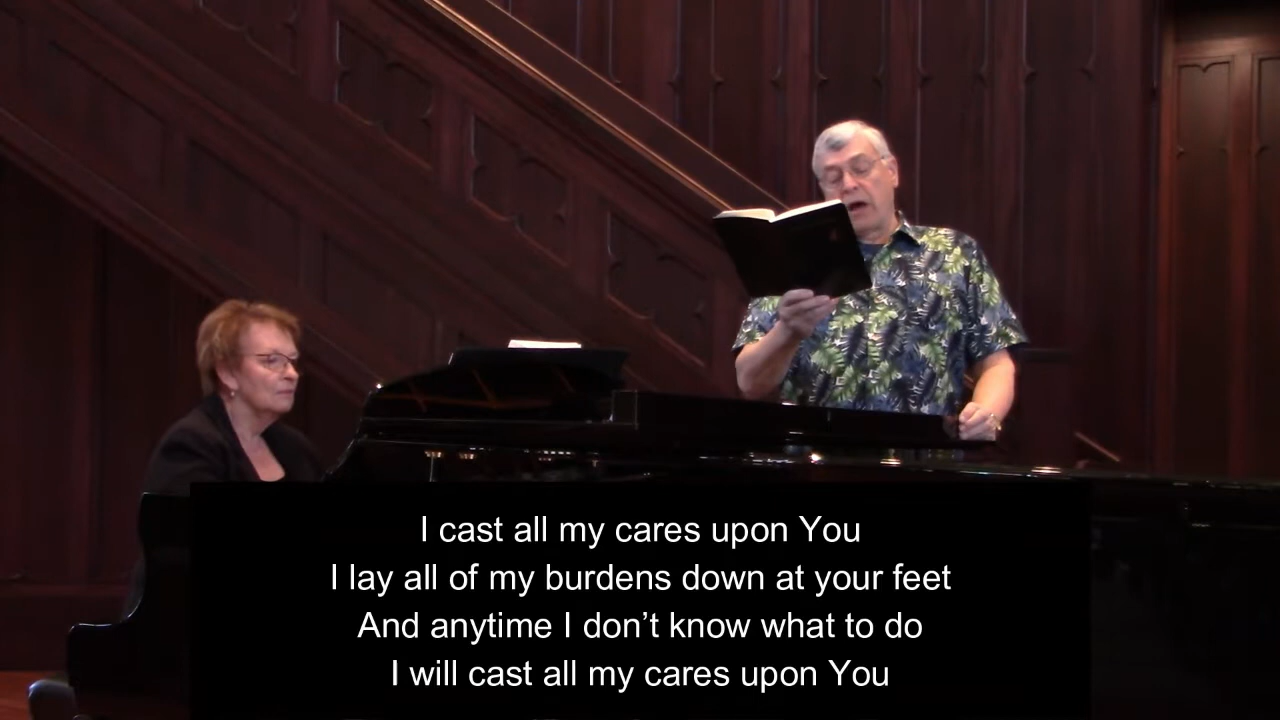 I cast all my cares upon You
I lay all of my burdens down at your feet
And anytime I don’t know what to do
I will cast all my cares upon You